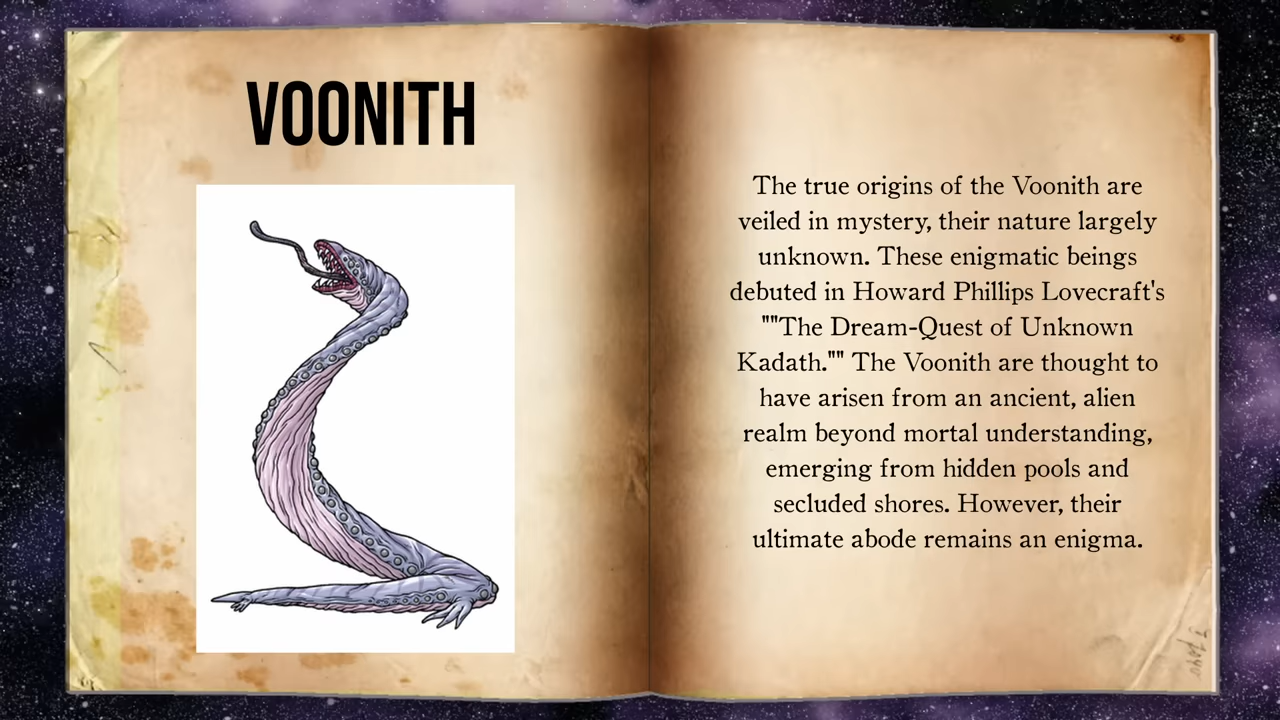 VOONITH
The true origins of the Voonith are
veiled in mystery, their nature largely
unknown. These enigmatic beings
debuted in Howard Phillips Lovecraft's
""The Dream-Quest of Unknown
Kadath."" The Voonith are thought to
have arisen from an ancient, alien
realm beyond mortal understanding,
emerging from hidden pools and
secluded shores. However, their
ultimate abode remains an enigma.